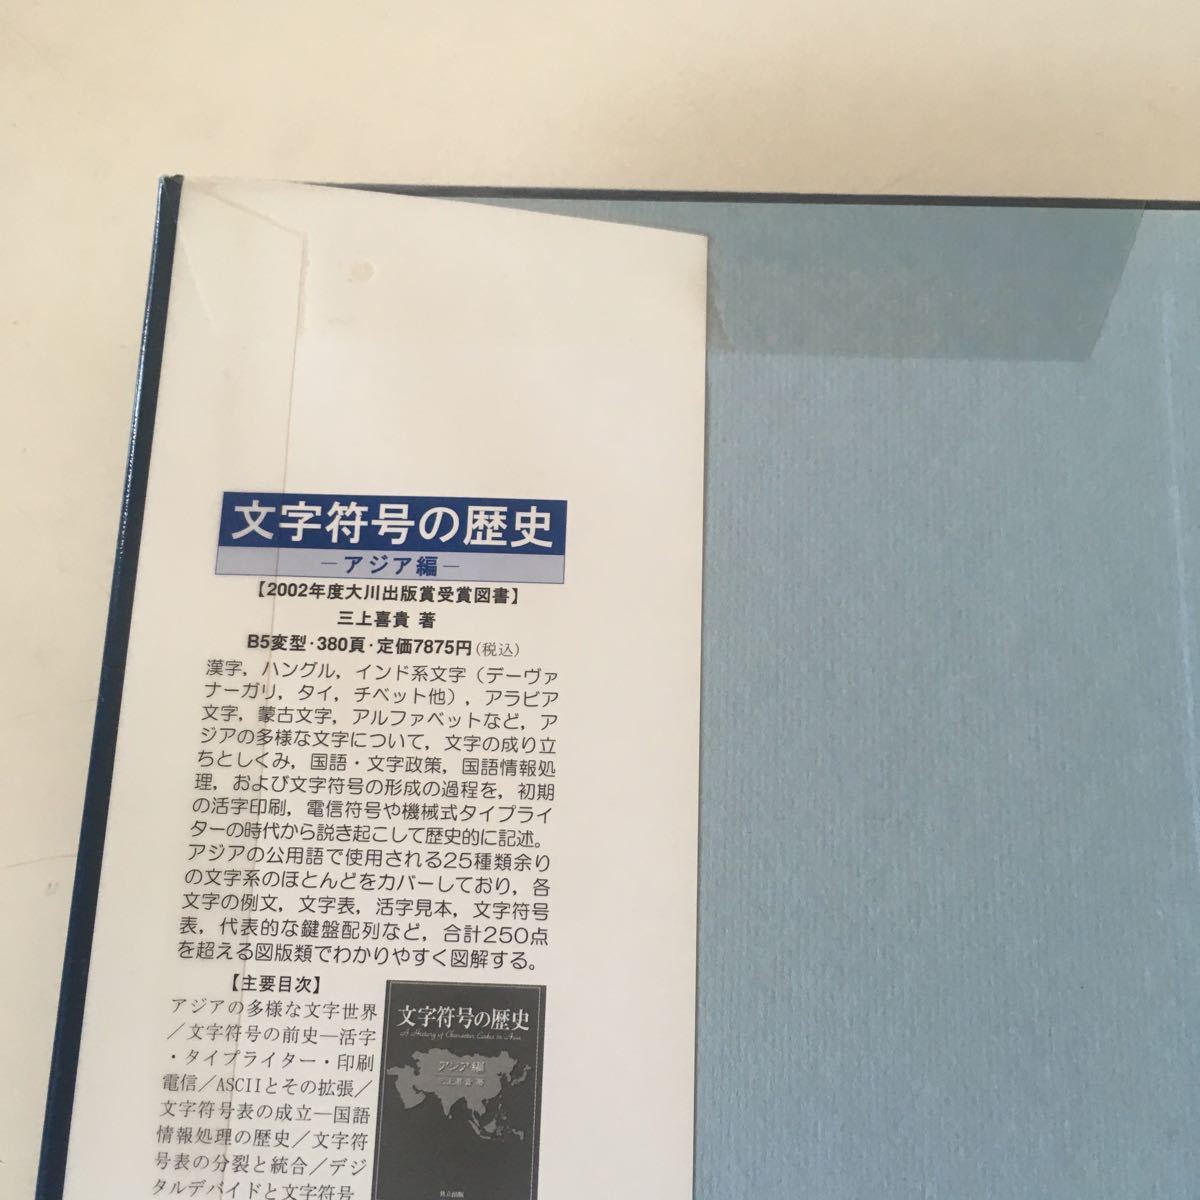 文字符号の歴史
―アジア編―
【2002年度大川出版賞受賞図書】
三上喜貴 著
B5変型・380頁・定価7875円(税込)
漢字，ハングル，インド系文字（デーヴァ
ナーガリ，タイ，チベット他），アラビア
文字，蒙古文字，アルファベットなど，ア
ジアの多様な文字について，文字の成り立
ちとしくみ，国語・文字政策，国語情報処
理，および文字符号の形成の過程を，初期
の活字印刷，電信符号や機械式タイプライ
ターの時代から説き起こして歴史的に記述。
アジアの公用語で使用される25種類余り
の文字系のほとんどをカバーしており，各
文字の例文，文字表，活字見本，文字符号
表，代表的な鍵盤配列など，合計250点
を超える図版類でわかりやすく図解する。
【主要目次】
アジアの多様な文字世界
／文字符号の前史―活字
・タイプライター・印刷
電信／ASCIIとその拡張／
文字符号表の成立―国語
情報処理の歴史／文字符
号表の分裂と統合／デジ
タルデバイドと文字符号
文字符号の歴史
A History of Character Codes in Asia
アジア編
三上喜貴 著
共立出版